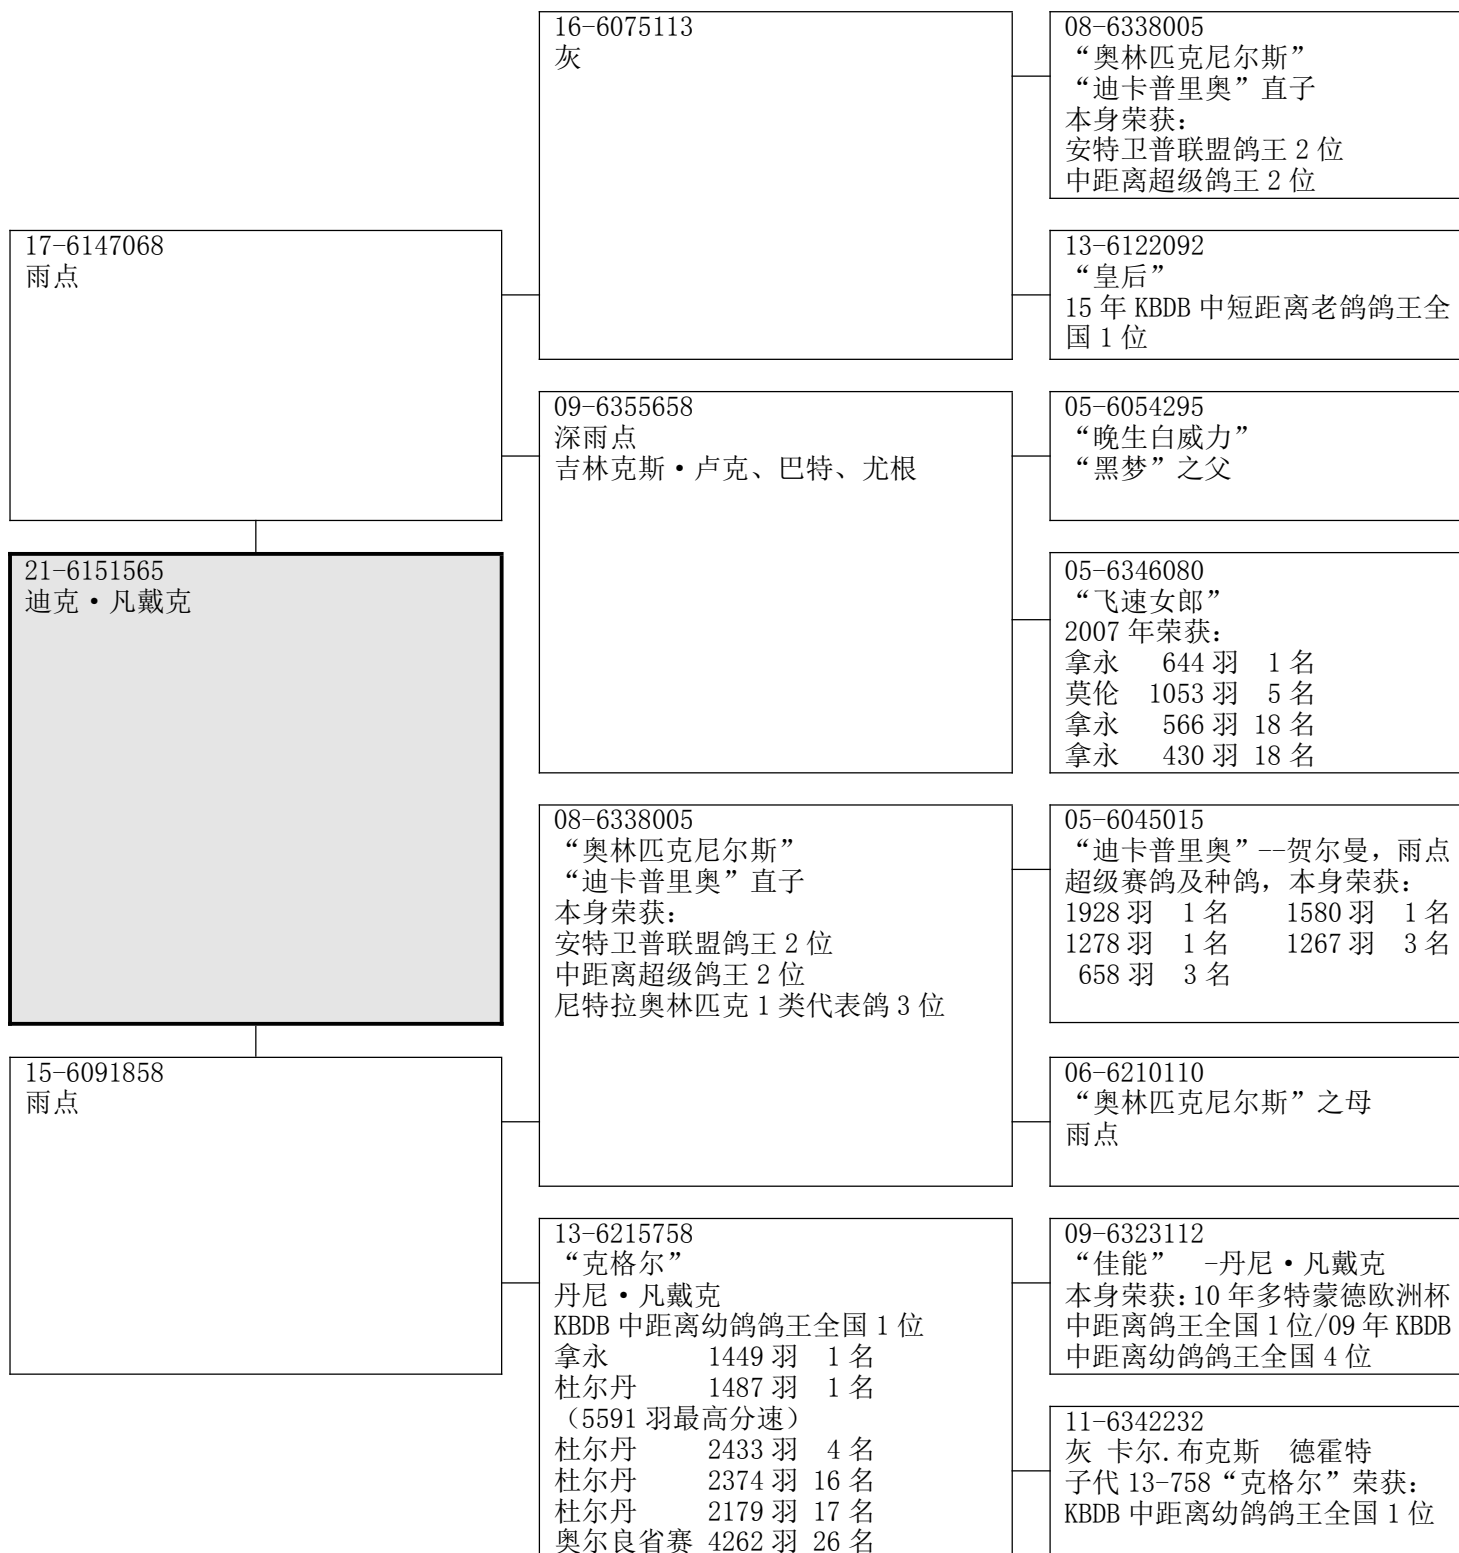 17-6147068
雨点
21-6151565
迪克·凡戴克
15-6091858
雨点
16-6075113
灰
09-6355658
深雨点
吉林克斯·卢克、巴特、尤根
08-6338005
“奥林匹克尼尔斯”
“迪卡普里奥”直子
本身荣获：
安特卫普联盟鸽王 2 位
中距离超级鸽王 2 位
尼特拉奥林匹克 1 类代表鸽 3 位
13-6215758
“克格尔”
丹尼·凡戴克
KBDB 中距离幼鸽鸽王全国 1 位
拿永 1449 羽 1 名
杜尔丹 1487 羽 1 名
（5591 羽最高分速）
杜尔丹 2433 羽 4 名
杜尔丹 2374 羽 16 名
杜尔丹 2179 羽 17 名
奥尔良省赛 4262 羽 26 名
08-6338005
“奥林匹克尼尔斯”
“迪卡普里奥”直子
本身荣获：
安特卫普联盟鸽王 2 位
中距离超级鸽王 2 位
13-6122092
“皇后”
15 年 KBDB 中短距离老鸽鸽王全
国 1 位
05-6054295
“晚生白威力”
“黑梦”之父
05-6346080
“飞速女郎”
2007 年荣获：
拿永 644 羽 1 名
莫伦 1053 羽 5 名
拿永 566 羽 18 名
拿永 430 羽 18 名
05-6045015
“迪卡普里奥”--贺尔曼，雨点
超级赛鸽及种鸽，本身荣获：
1928 羽 1 名 1580 羽 1 名
1278 羽 1 名 1267 羽 3 名
658 羽 3 名
06-6210110
“奥林匹克尼尔斯”之母
雨点
09-6323112
“佳能” -丹尼·凡戴克
本身荣获:10 年多特蒙德欧洲杯
中距离鸽王全国 1 位/09 年 KBDB
中距离幼鸽鸽王全国 4 位
11-6342232
灰 卡尔.布克斯 德霍特
子代 13-758“克格尔”荣获：
KBDB 中距离幼鸽鸽王全国 1 位